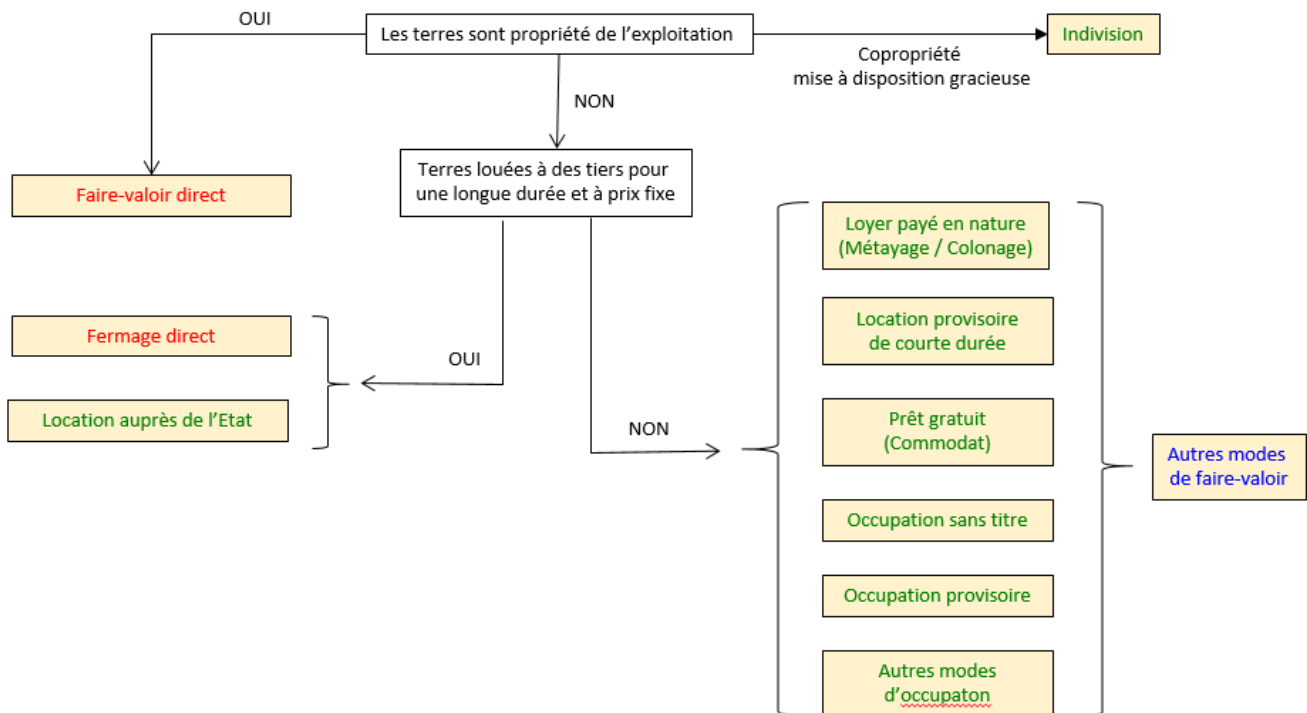 OUI
Les terres sont propriété de l'exploitation
Indivision
Copropriété
mise à disposition gracieuse
NON
Terres louées à des tiers pour
une longue durée et à prix fixe
Faire-valoir direct
Loyer payé en nature
(Métayage / Colonage)
Fermage direct
Location provisoire
de courte durée
OUI
Location auprès de l'Etat
NON
Prêt gratuit
(Commodat)
Autres modes
de faire-valoir
Occupation sans titre
Occupation provisoire
Autres modes
d'occupaton